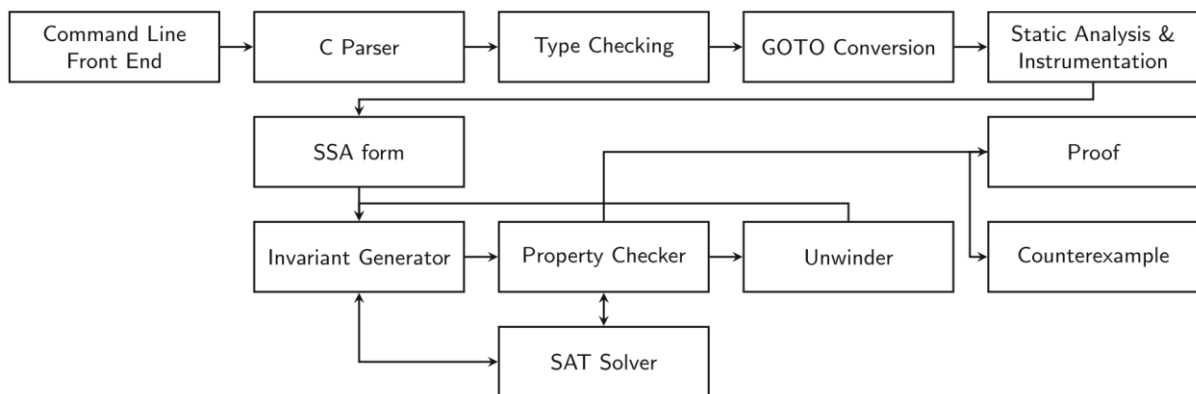 Command Line
Front End
C Parser
Type Checking
GOTO Conversion
Static Analysis &
Instrumentation
SSA form
Proof
Invariant Generator
Property Checker
Unwinder
Counterexample
SAT Solver